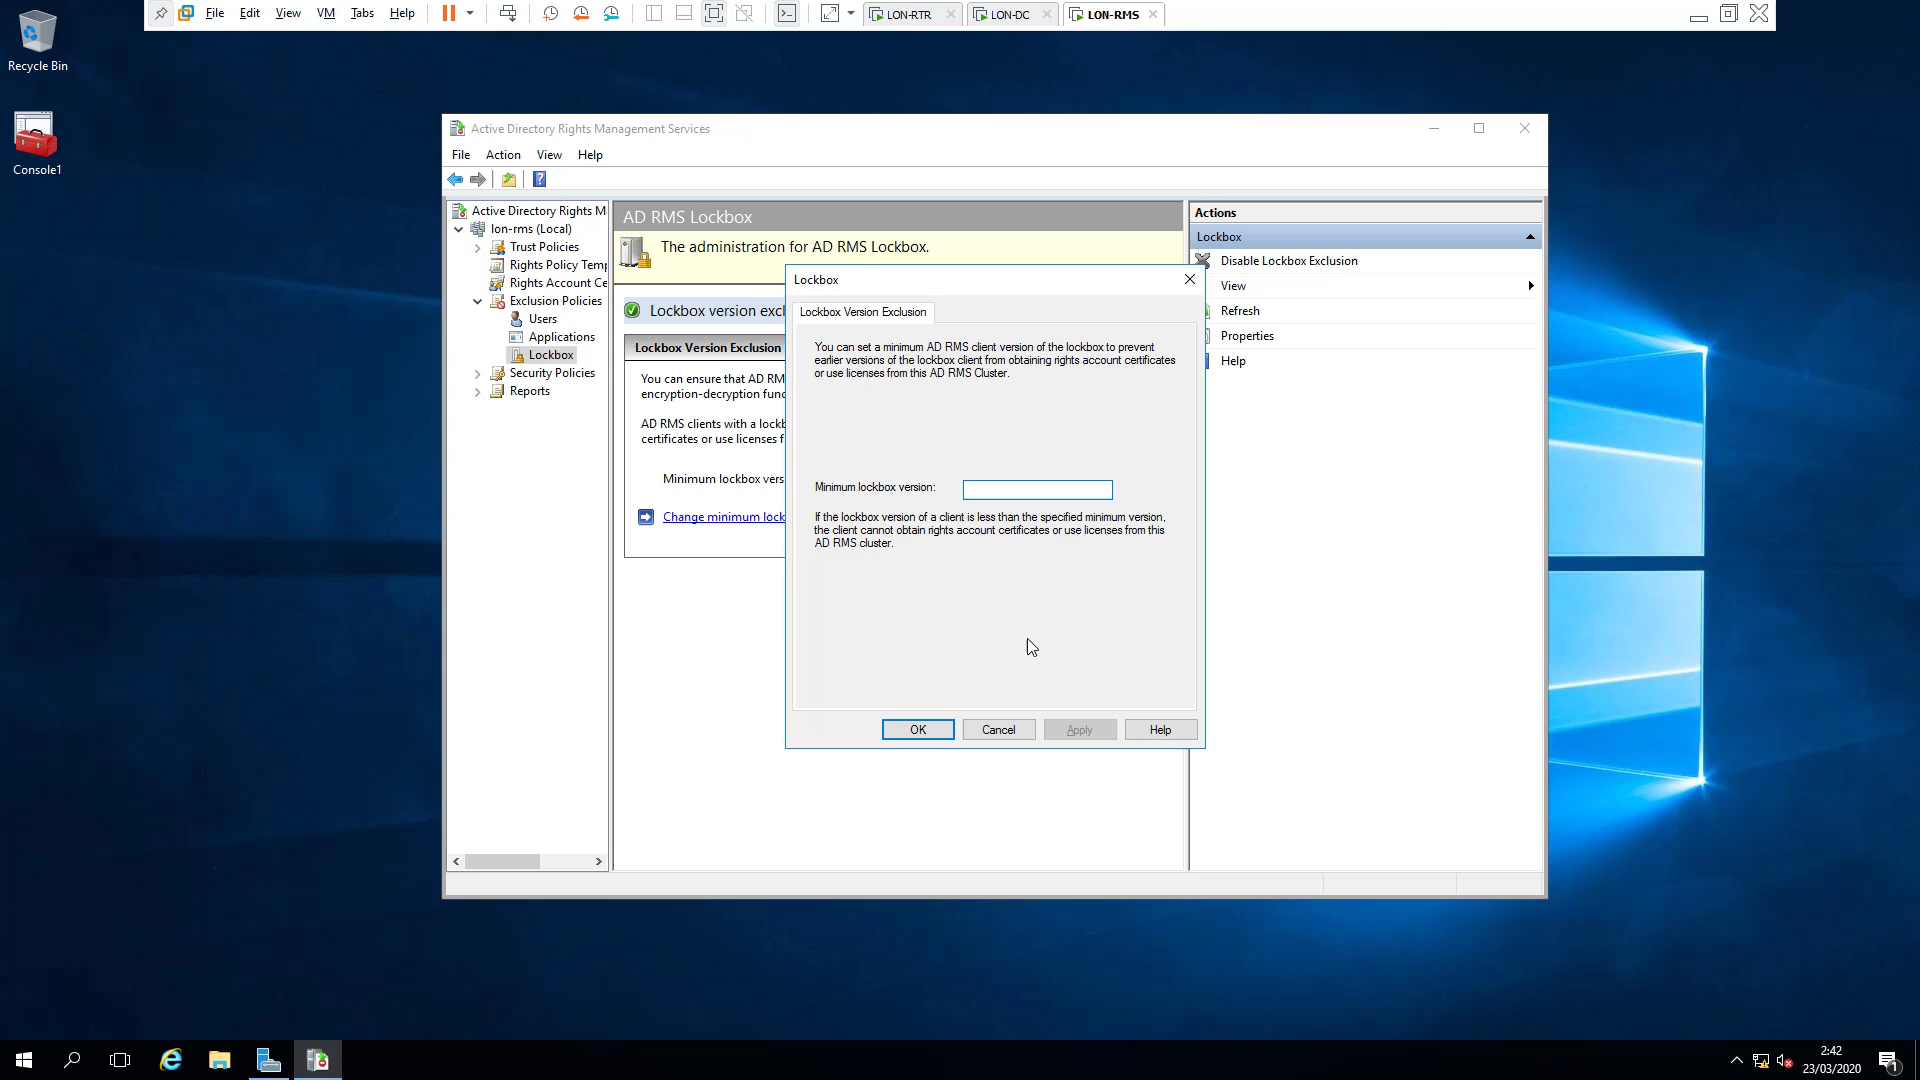 File Edit View VM Tabs Help
LON-RTR LON-DC LON-RMS
Recycle Bin
Console1
Active Directory Rights Management Services
File Action View Help
Active Directory Rights M
lon-rms (Local)
Trust Policies
Rights Policy Temp
Rights Account Ce
Exclusion Policies
Users
Applications
Lockbox
Security Policies
Reports
AD RMS Lockbox
The administration for AD RMS Lockbox.
Lockbox version excl
Lockbox Version Exclusion
You can ensure that AD RM
encryption-decryption func
AD RMS clients with a lockb
certificates or use licenses f
Minimum lockbox vers
Change minimum lock
Lockbox
Lockbox Version Exclusion
You can set a minimum AD RMS client version of the lockbox to prevent
earlier versions of the lockbox client from obtaining rights account certificates
or use licenses from this AD RMS Cluster.
Minimum lockbox version:
If the lockbox version of a client is less than the specified minimum version,
the client cannot obtain rights account certificates or use licenses from this
AD RMS cluster.
OK Cancel Apply Help
Actions
Lockbox
Disable Lockbox Exclusion
View
Refresh
Properties
Help
2:42
23/03/2020
1